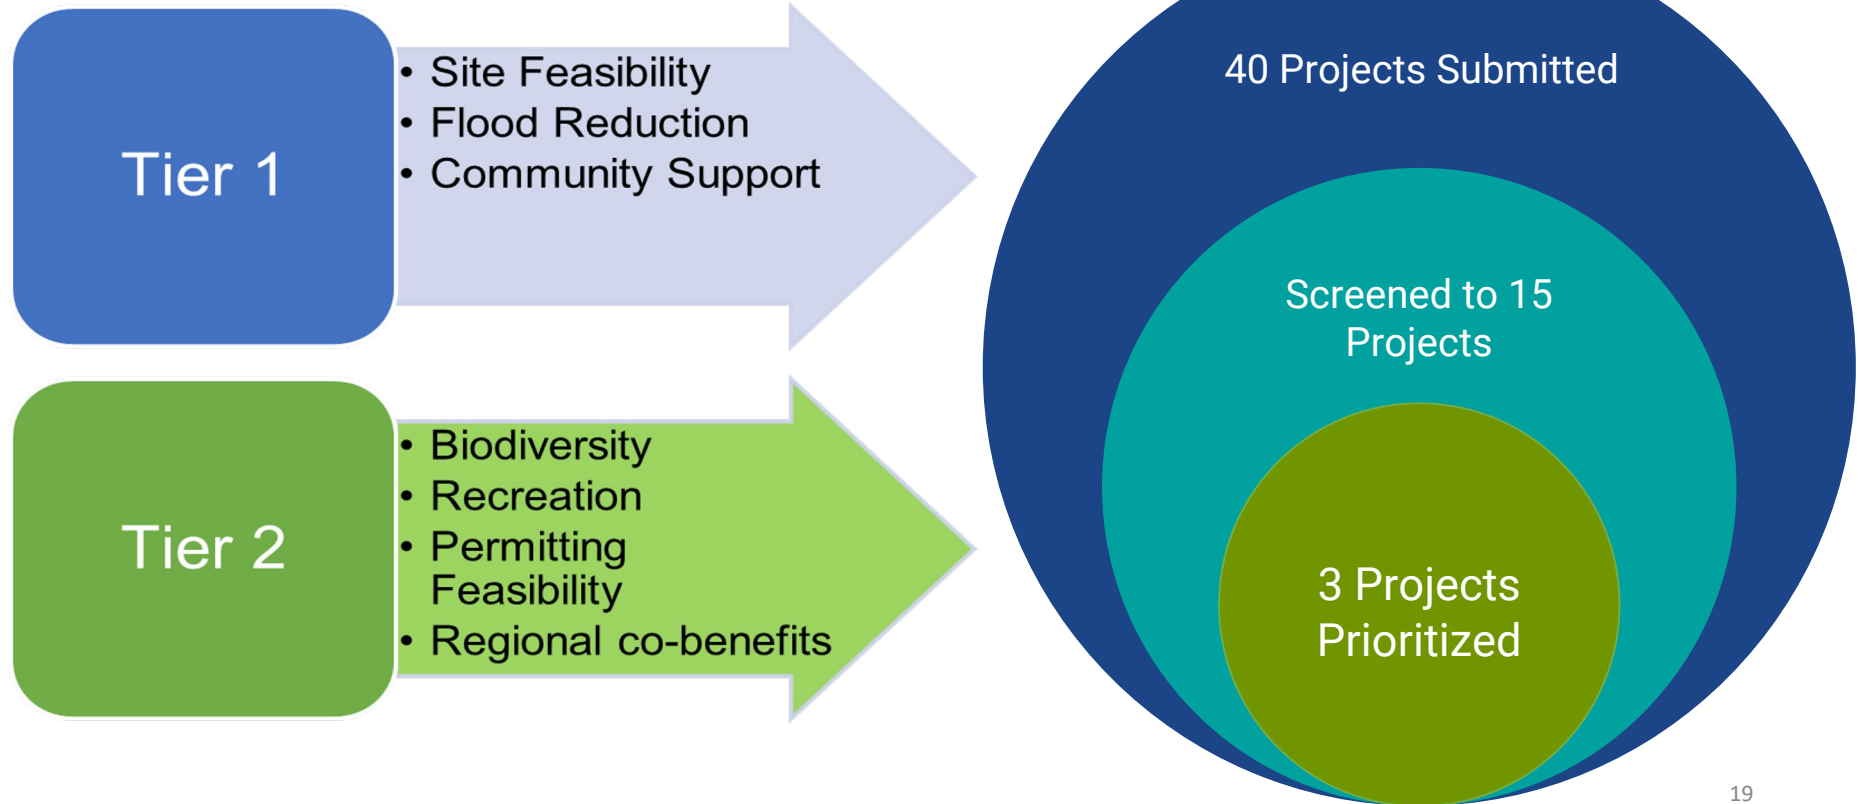 Tier 1
• Site Feasibility
• Flood Reduction
• Community Support
Tier 2
• Biodiversity
• Recreation
• Permitting
Feasibility
• Regional co-benefits
40 Projects Submitted
Screened to 15
Projects
3 Projects
Prioritized
19